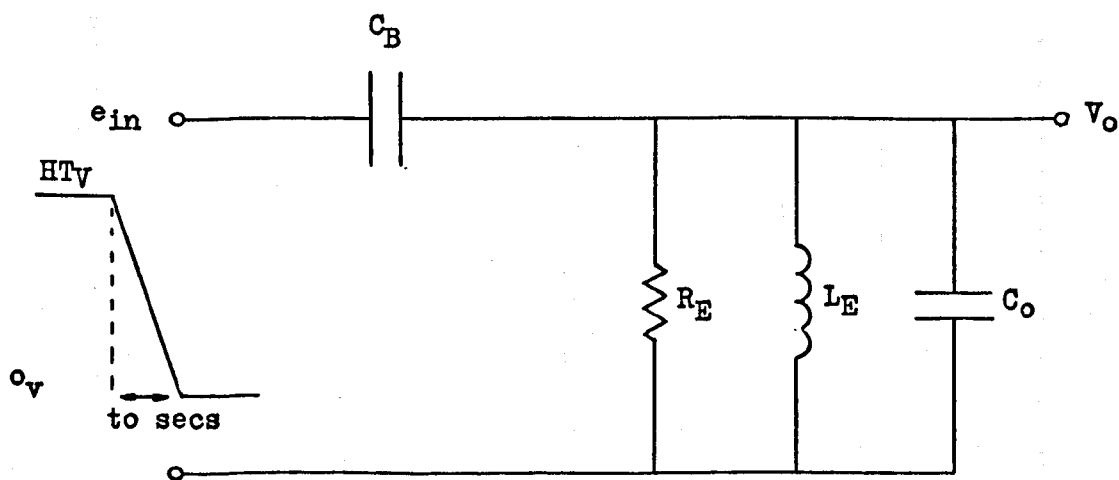 C_B
e_in
V_o
HT_V
R_E
L_E
C_o
o_v
to secs